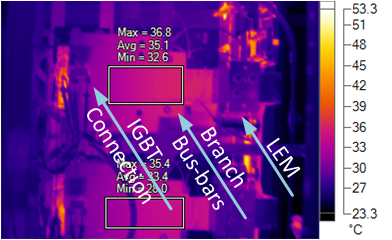 Max = 36.8
Avg = 35.1
Min = 32.6
IGBT
Connection
Branch
Bus-bars
LEM
Max = 35.4
Avg = 33.4
Min = 28.0
53.3
51
48
45
42
39
36
33
30
27
23.3
°C